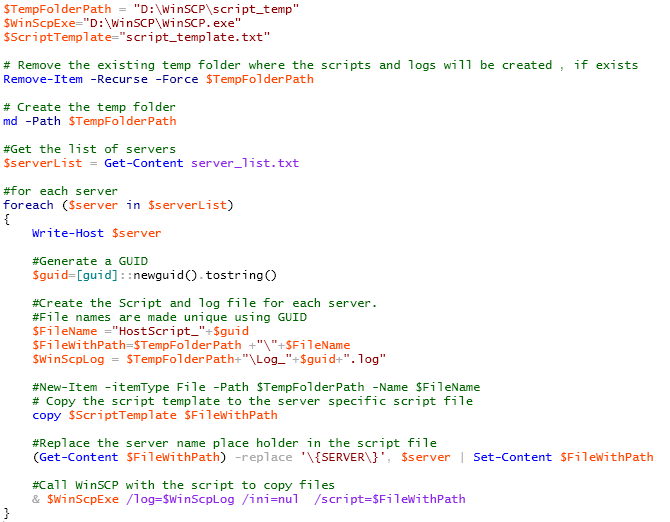 $TempFolderPath = "D:\WinSCP\script_temp"
$WinScpExe="D:\WinSCP\WinSCP.exe"
$ScriptTemplate="script_template.txt"

# Remove the existing temp folder where the scripts and logs will be created , if exists
Remove-Item -Recurse -Force $TempFolderPath

# Create the temp folder
md -Path $TempFolderPath

#Get the list of servers
$serverList = Get-Content server_list.txt

#for each server
foreach ($server in $serverList)
{
    Write-Host $server

    #Generate a GUID
    $guid=[guid]::newguid().tostring()

    #Create the Script and log file for each server.
    #File names are made unique using GUID
    $FileName ="HostScript_"+$guid
    $FileWithPath=$TempFolderPath +"\"+$FileName
    $WinScpLog = $TempFolderPath+"\Log_"+$guid+".log"

    #New-Item -itemType File -Path $TempFolderPath -Name $FileName
    # Copy the script template to the server specific script file
    copy $ScriptTemplate $FileWithPath

    #Replace the server name place holder in the script file
    (Get-Content $FileWithPath) -replace '\{SERVER\}', $server | Set-Content $FileWithPath

    #Call WinSCP with the script to copy files
    & $WinScpExe /log=$WinScpLog /ini=nul  /script=$FileWithPath
}